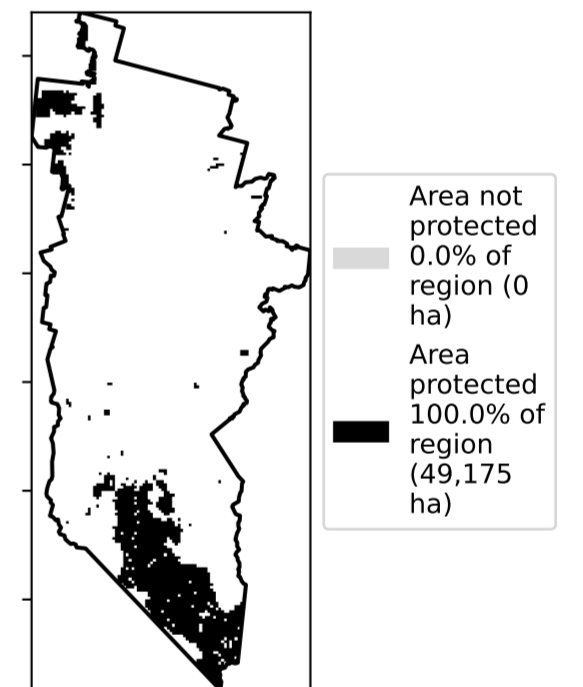 Area not
protected
0.0% of
region (0
ha)
Area
protected
100.0% of
region
(49,175
ha)